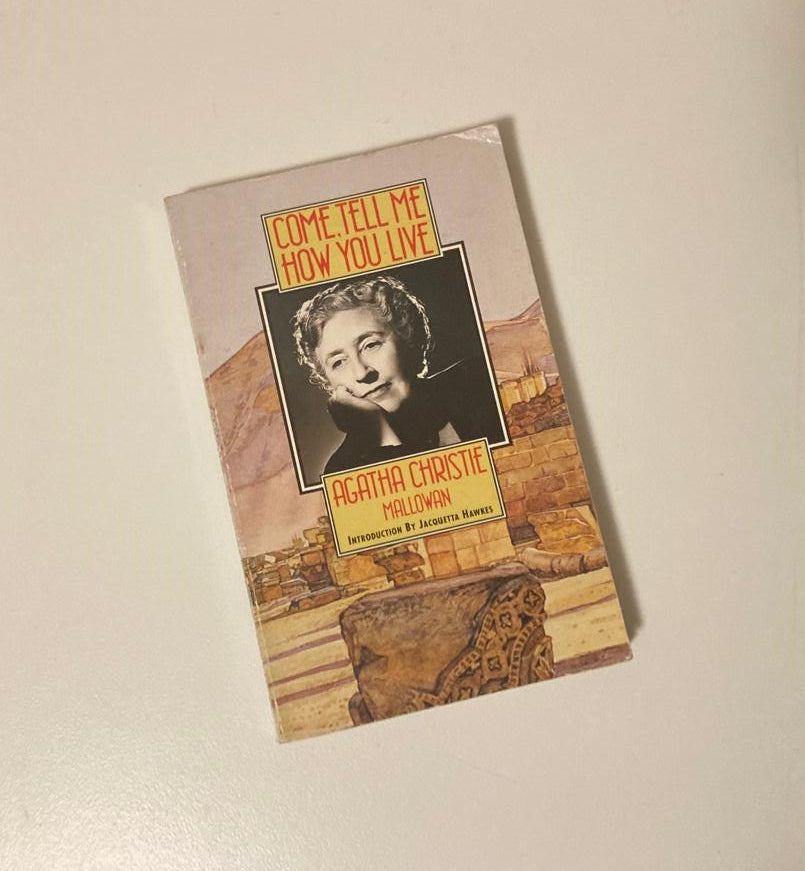 COME, TELL ME
HOW YOU LIVE
AGATHA CHRISTIE
MALLOWAN
INTRODUCTION BY JACQUETTA HAWKES